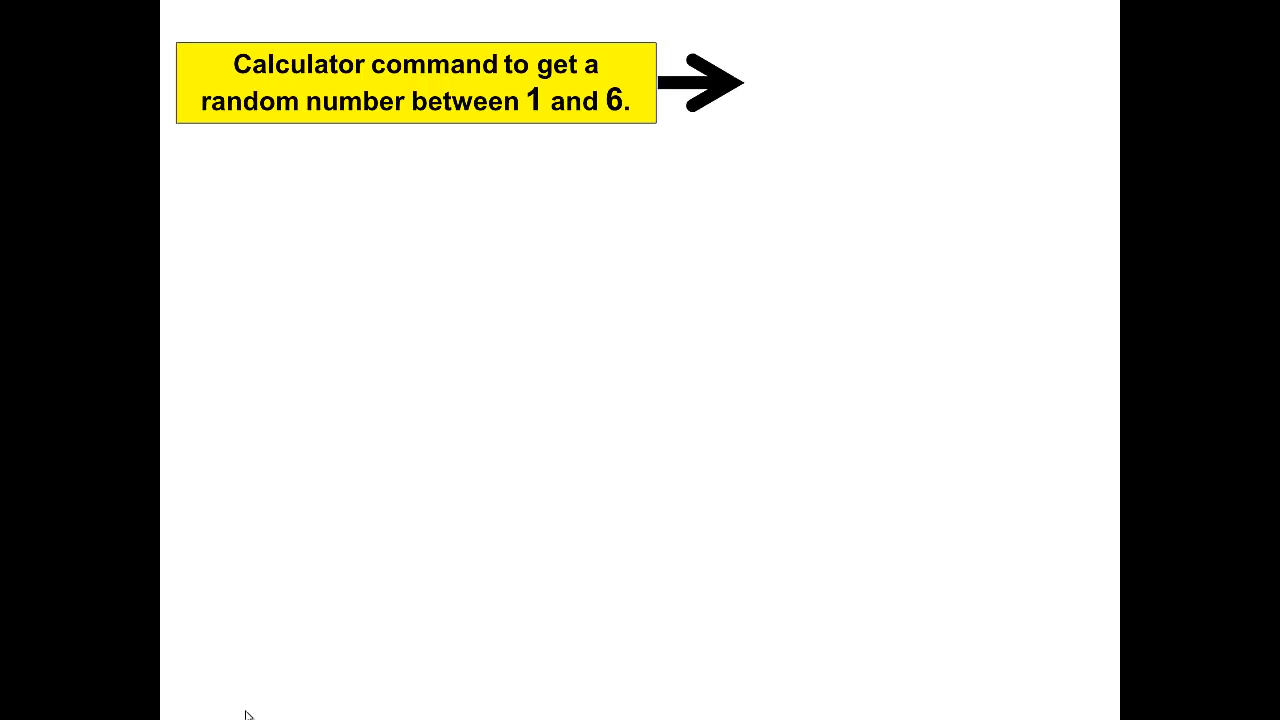 Calculator command to get a
random number between 1 and 6.